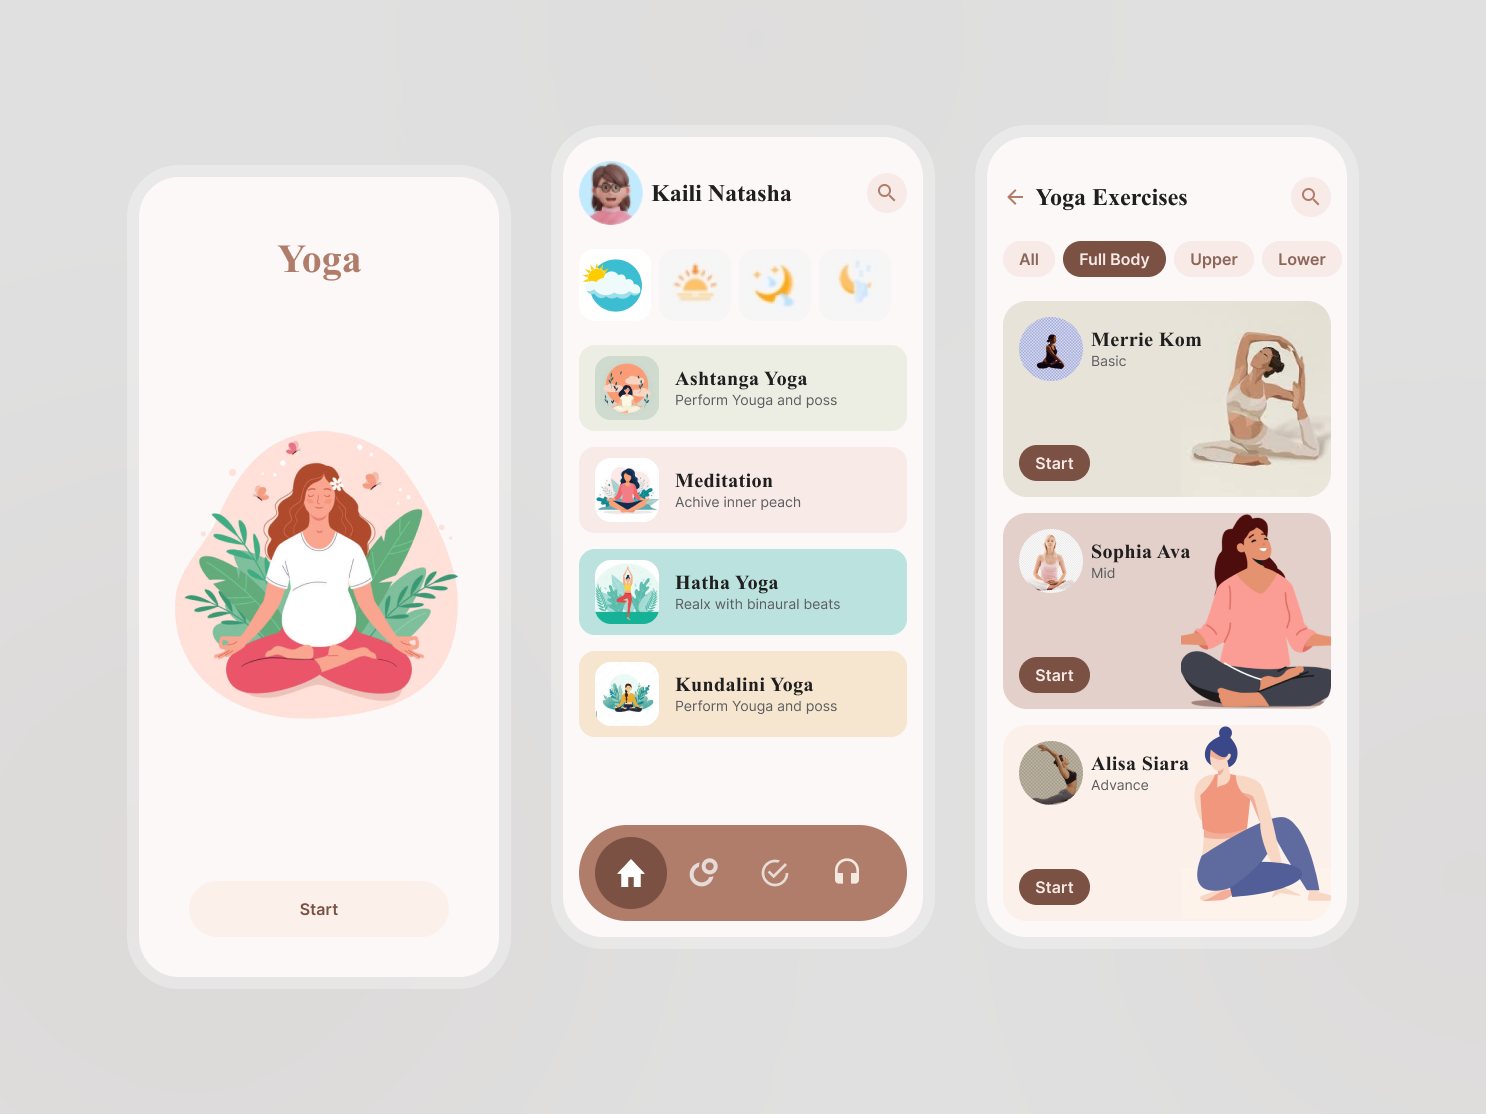 Yoga
Start
Kaili Natasha
Ashtanga Yoga
Perform Youga and poss
Meditation
Achive inner peach
Hatha Yoga
Realx with binaural beats
Kundalini Yoga
Perform Youga and poss
Yoga Exercises
All
Full Body
Upper
Lower
Merrie Kom
Basic
Start
Sophia Ava
Mid
Start
Alisa Siara
Advance
Start